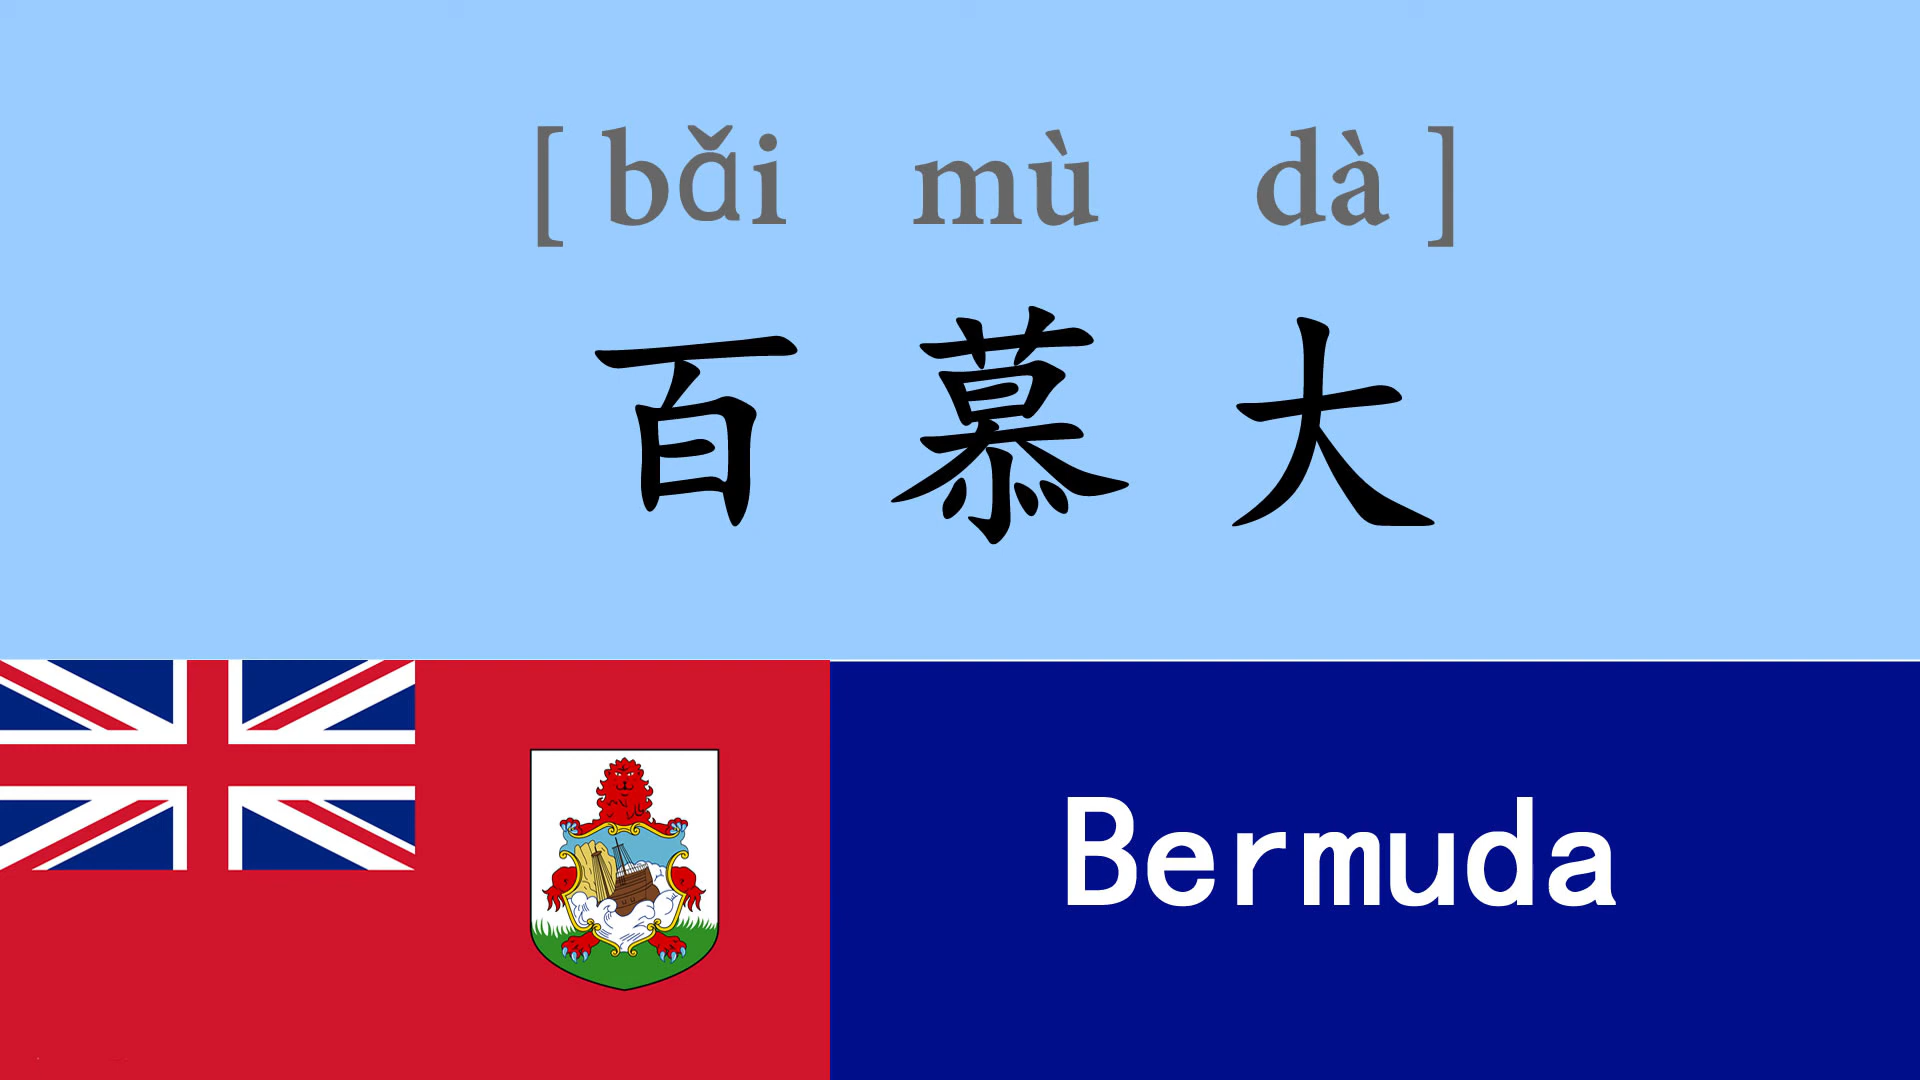 [ bǎi mù dà ]
百慕大
Bermuda